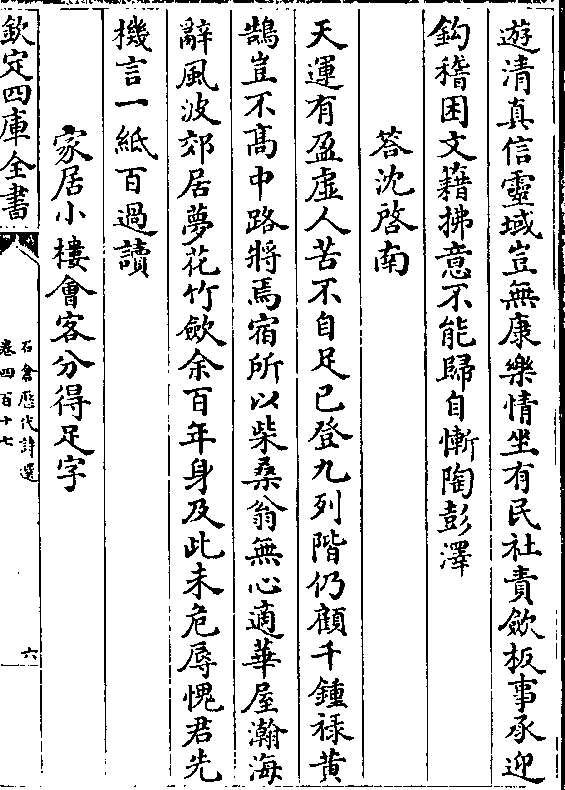 遊清真信靈域豈無康樂情坐有民社責斂板事承迎
鈎稽困文藉拂意不能歸自慚陶彭澤
答沈啓南
天運有盈虛人苦不自足已登九列階仍顧千鍾祿黄
鵠豈不髙中路將焉宿所以柴桑翁無心適華屋瀚海
辭風波郊居夢花竹歛余百年身及此未危辱愧君先
機言一紙百過讀
家居小樓會客分得足字
欽定四庫全書
石倉歴代詩選
卷四百十七
六